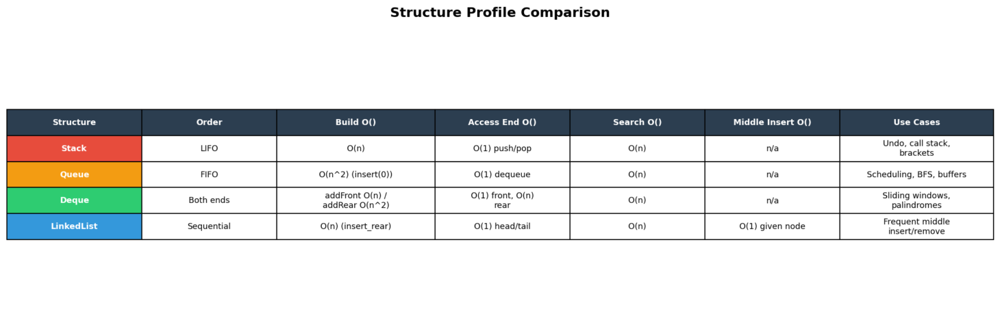 Structure Profile Comparison
Structure Order Build O() Access End O() Search O() Middle Insert O() Use Cases
Stack LIFO O(n) O(1) push/pop O(n) n/a Undo, call stack,
brackets
Queue FIFO O(n^2) (insert(0)) O(1) dequeue O(n) n/a Scheduling, BFS, buffers
Deque Both ends addFront O(n) /
addRear O(n^2) O(1) front, O(n)
rear O(n) n/a Sliding windows,
palindromes
LinkedList Sequential O(n) (insert_rear) O(1) head/tail O(n) O(1) given node Frequent middle
insert/remove